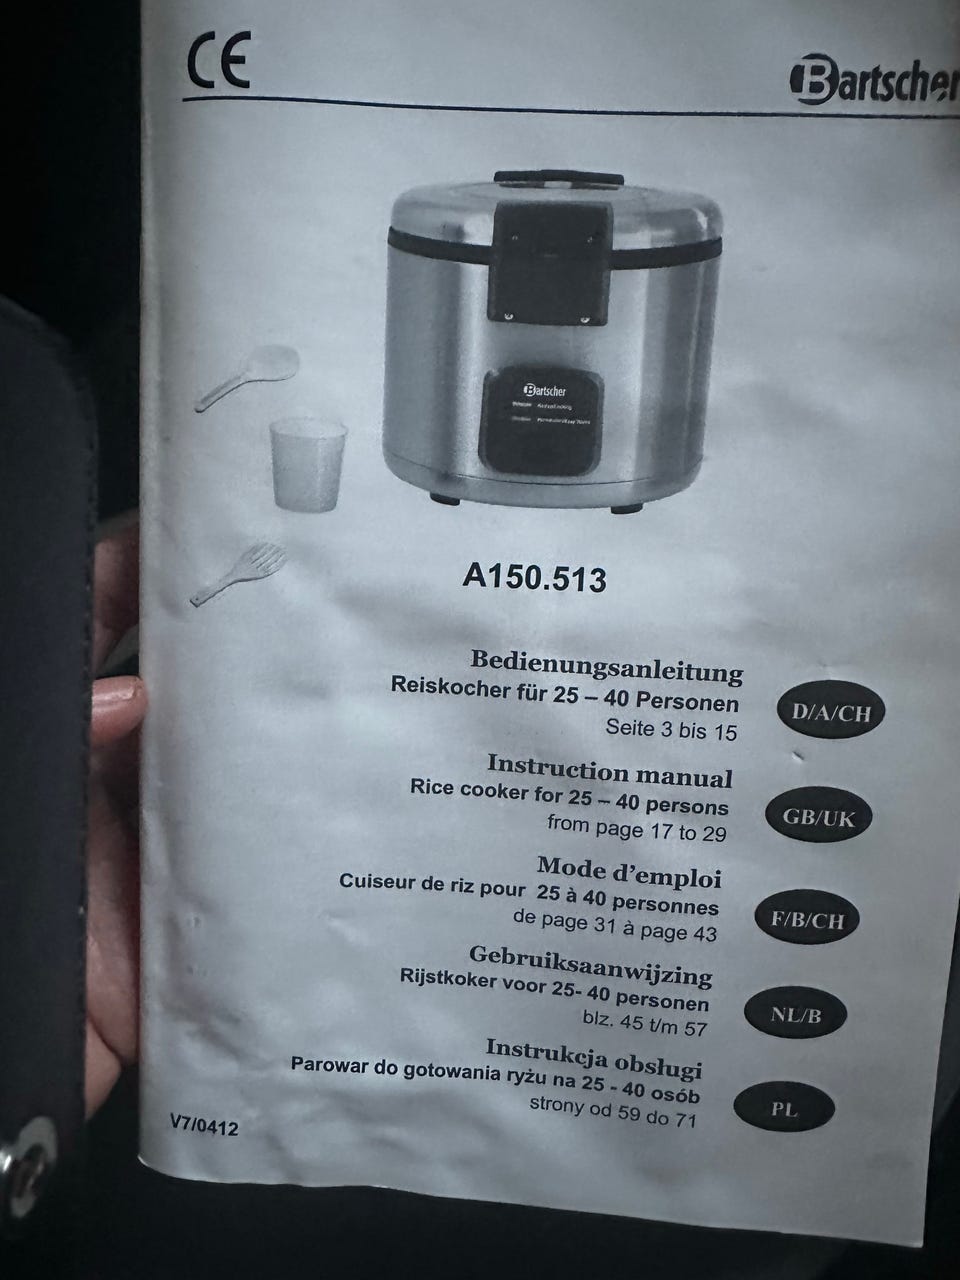 CE
Bartscher
Bartscher
A150.513
Bedienungsanleitung
Reiskocher für 25 – 40 Personen
Seite 3 bis 15
D/A/CH
Instruction manual
Rice cooker for 25 – 40 persons
from page 17 to 29
GB/UK
Mode d’emploi
Cuiseur de riz pour 25 à 40 personnes
de page 31 à page 43
F/B/CH
Gebruiksaanwijzing
Rijstkoker voor 25- 40 personen
blz. 45 t/m 57
NL/B
Instrukcja obsługi
Parowar do gotowania ryżu na 25 - 40 osób
strony od 59 do 71
PL
V7/0412